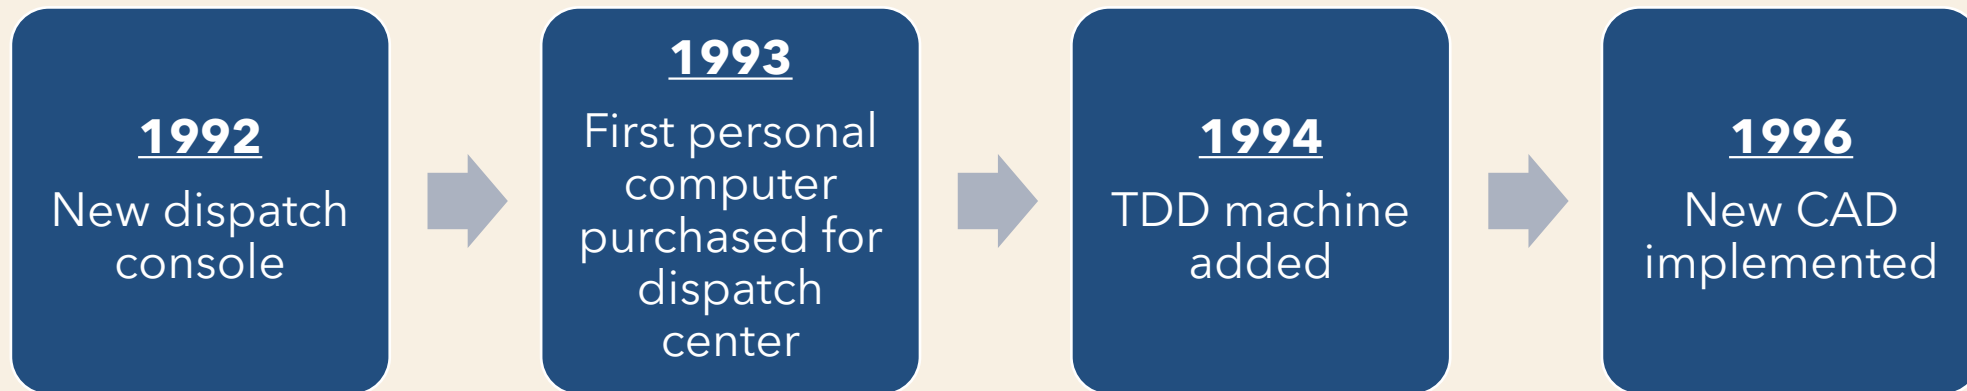 1992
New dispatch
console
1993
First personal
computer
purchased for
dispatch
center
1994
TDD machine
added
1996
New CAD
implemented